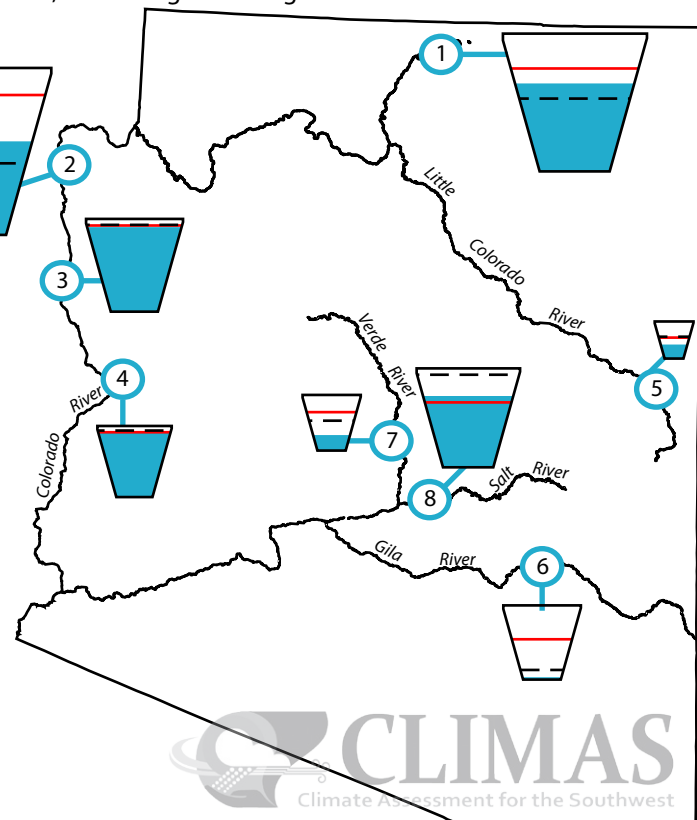 1
2
Little
3
Colorado
River
Verde
River
4
5
River
7
Colorado
Salt
River
8
Gila
River
6
CLIMAS
Climate Assessment for the Southwest